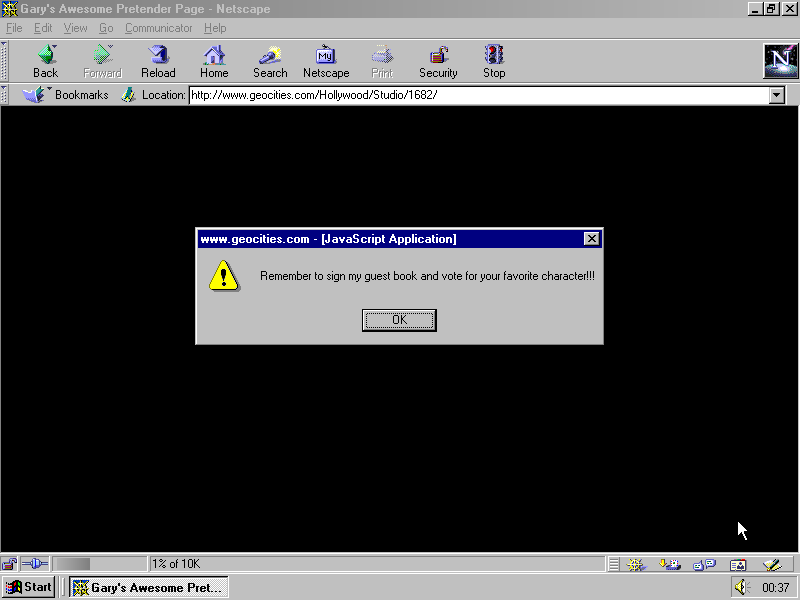 Gary's Awesome Pretender Page - Netscape
File Edit View Go Communicator Help
My
N
Back Forward Reload Home Search Netscape Print Security Stop
Bookmarks Location: http://www.geocities.com/Hollywood/Studio/1682/
www.geocities.com - [JavaScript Application]
Remember to sign my guest book and vote for your favorite character!!!
OK
1% of 10K
Start Gary's Awesome Pret... 00:37